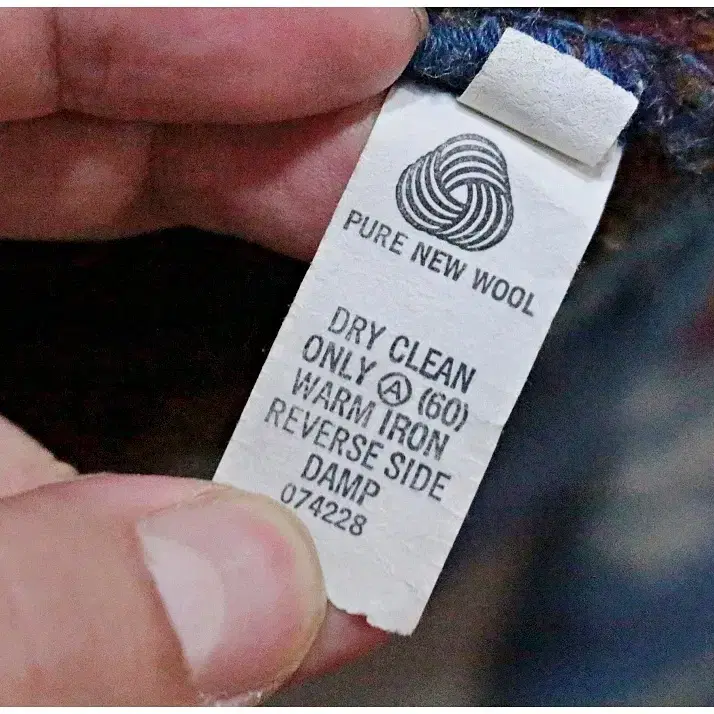 PURE NEW WOOL
DRY CLEAN
ONLY Ⓐ (60)
WARM IRON
REVERSE SIDE
DAMP
074228